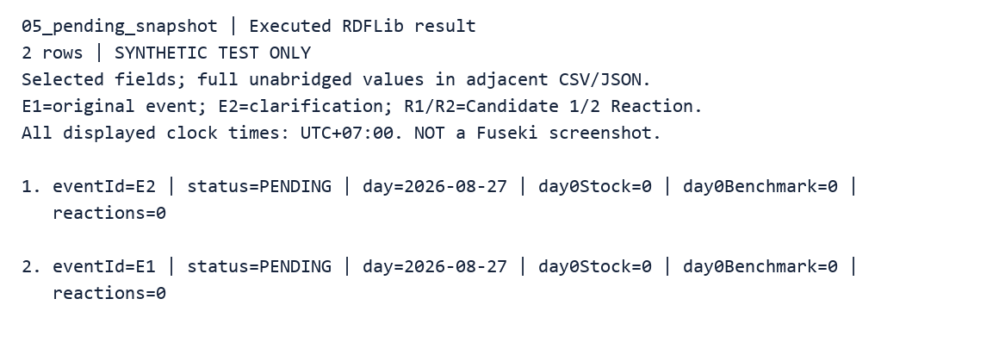 05_pending_snapshot | Executed RDFLib result
2 rows | SYNTHETIC TEST ONLY
Selected fields; full unabridged values in adjacent CSV/JSON.
E1=original event; E2=clarification; R1/R2=Candidate 1/2 Reaction.
All displayed clock times: UTC+07:00. NOT a Fuseki screenshot.
1. eventId=E2 | status=PENDING | day=2026-08-27 | day0Stock=0 | day0Benchmark=0 |
reactions=0
2. eventId=E1 | status=PENDING | day=2026-08-27 | day0Stock=0 | day0Benchmark=0 |
reactions=0